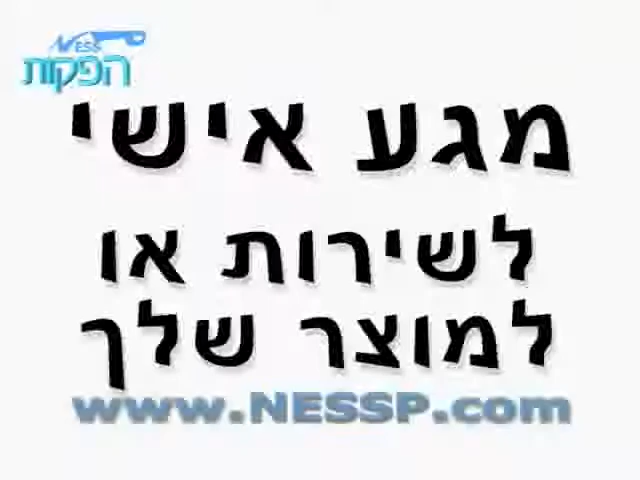 NESS
הפקות
מגע אישי
לשירות או
למוצר שלך
www.NESSP.com